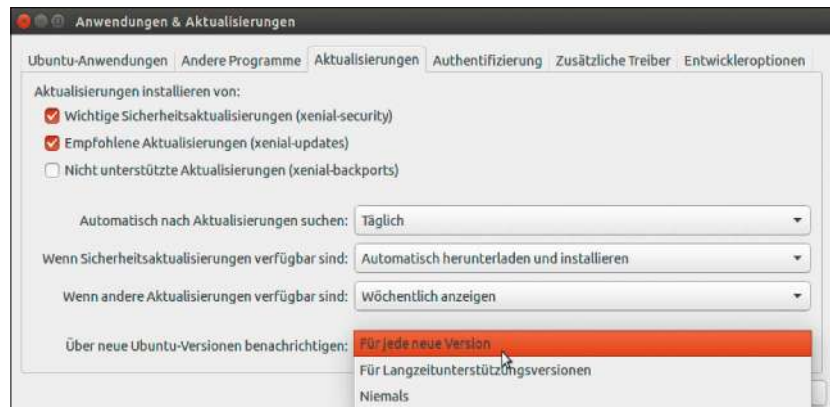 Anwendungen & Aktualisierungen
Ubuntu-Anwendungen Andere Programme Aktualisierungen Authentifizierung Zusätzliche Treiber Entwickleroptionen
Aktualisierungen installieren von:
Wichtige Sicherheitsaktualisierungen (xenial-security)
Empfohlene Aktualisierungen (xenial-updates)
Nicht unterstützte Aktualisierungen (xenial-backports)
Automatisch nach Aktualisierungen suchen: Täglich
Wenn Sicherheitsaktualisierungen verfügbar sind: Automatisch herunterladen und installieren
Wenn andere Aktualisierungen verfügbar sind: Wöchentlich anzeigen
Über neue Ubuntu-Versionen benachrichtigen: Für jede neue Version
Für Langzeitunterstützungsversionen
Niemals